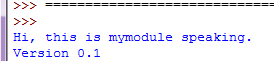 >>> =============================
>>>
Hi, this is mymodule speaking.
Version 0.1